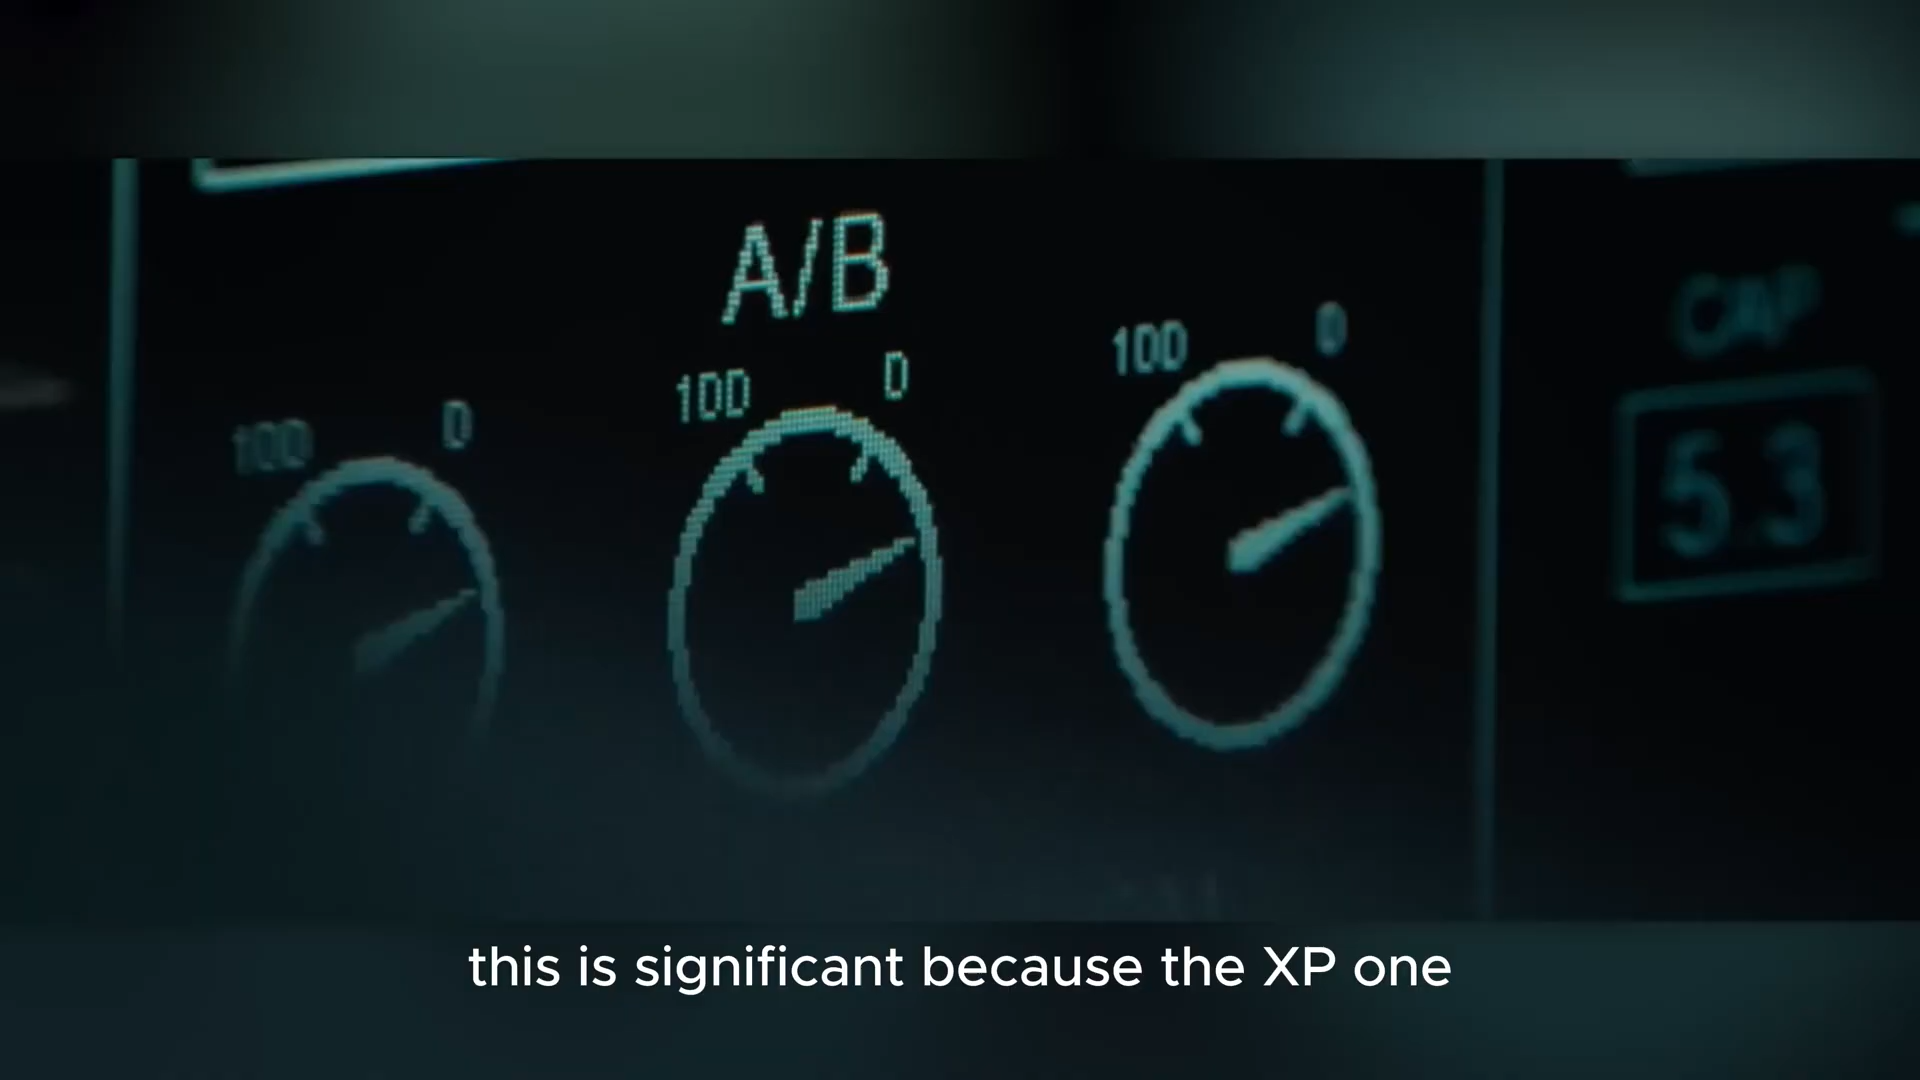 A/B
100 0
100 0
100 0
CAP
5.3
this is significant because the XP one